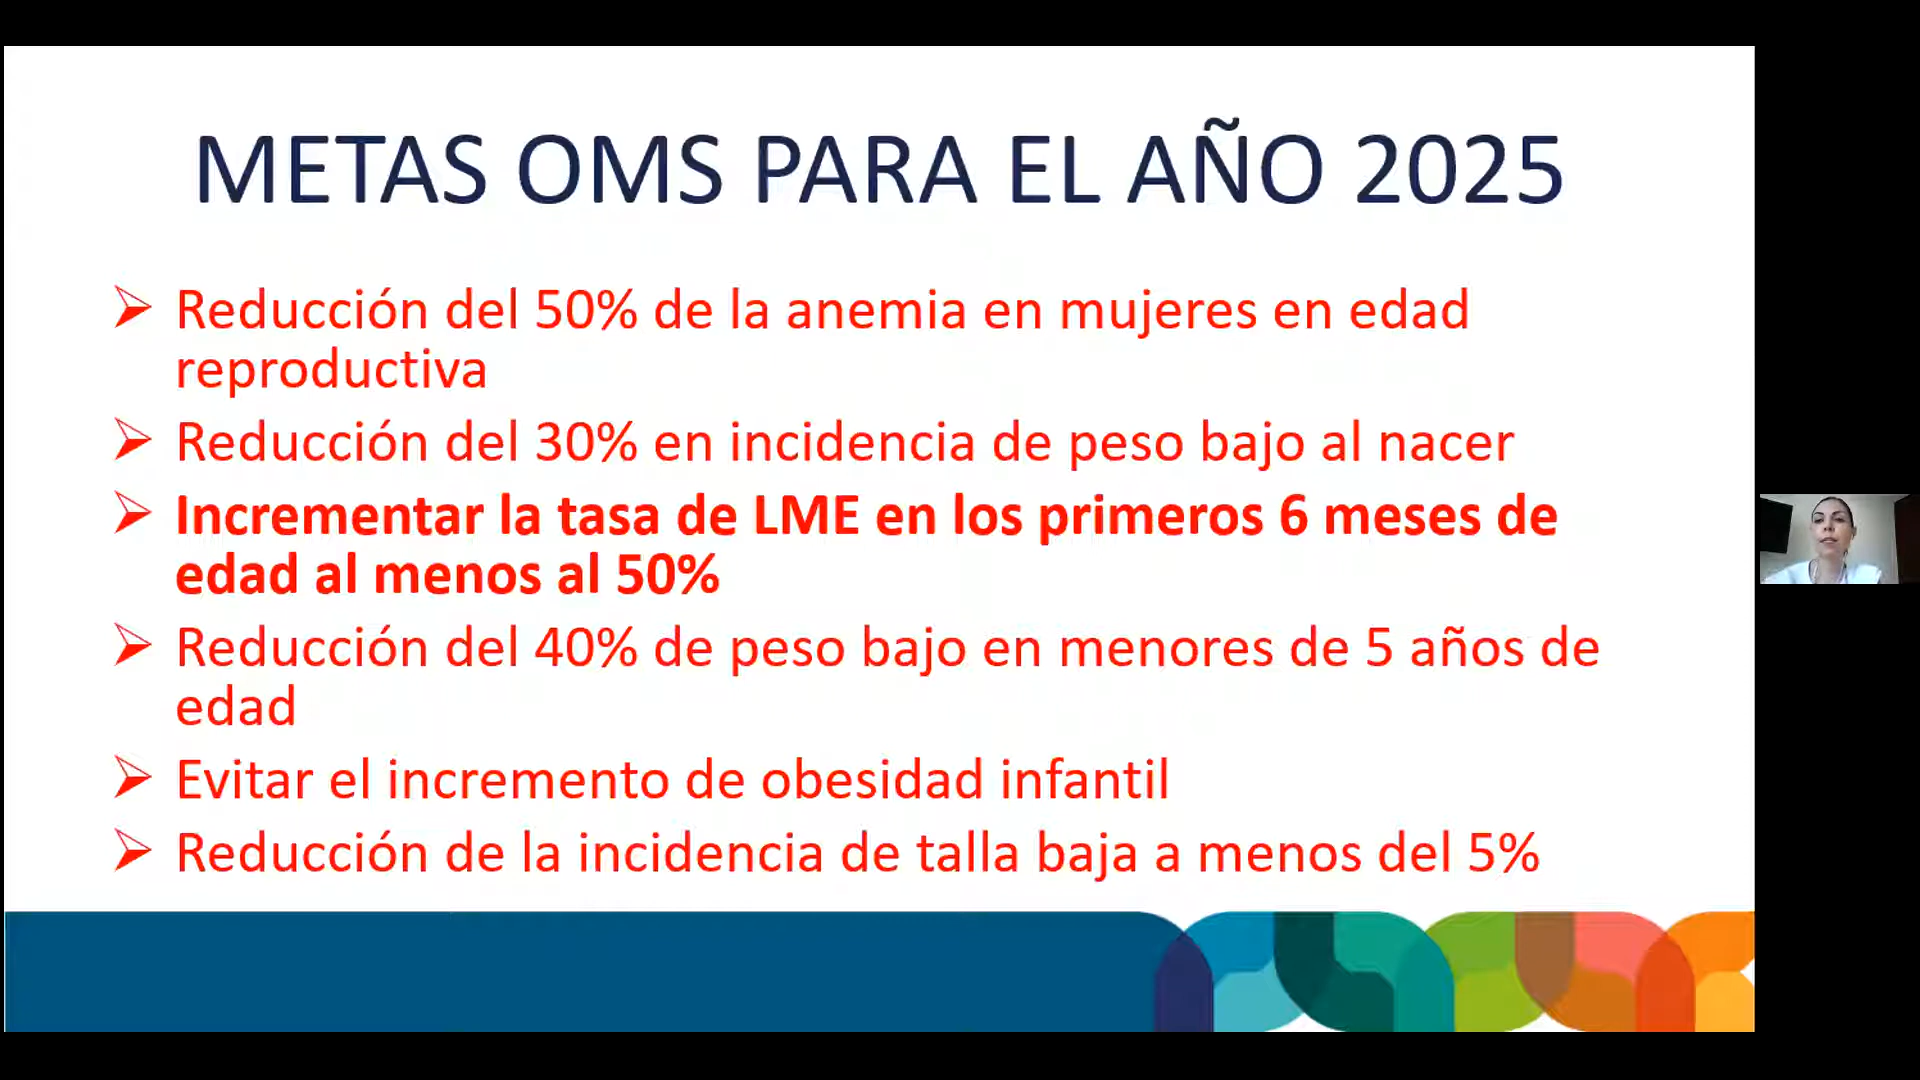 METAS OMS PARA EL AÑO 2025
Reducción del 50% de la anemia en mujeres en edad
reproductiva
Reducción del 30% en incidencia de peso bajo al nacer
Incrementar la tasa de LME en los primeros 6 meses de
edad al menos al 50%
Reducción del 40% de peso bajo en menores de 5 años de
edad
Evitar el incremento de obesidad infantil
Reducción de la incidencia de talla baja a menos del 5%